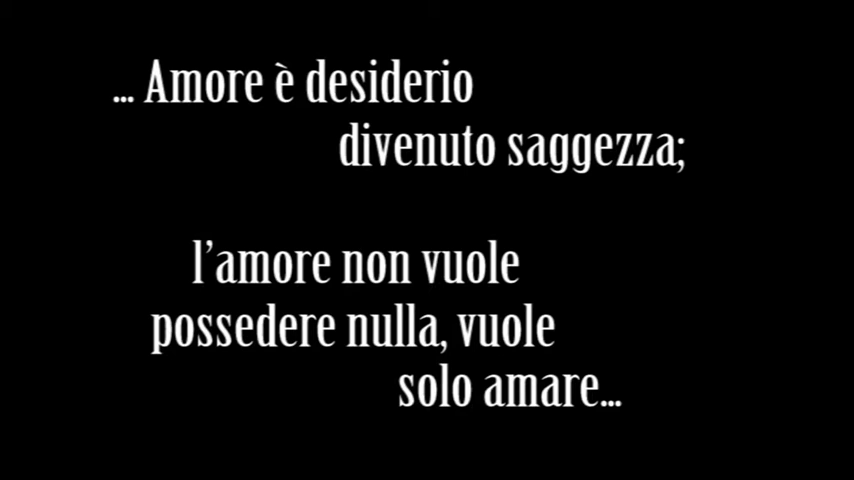 ... Amore è desiderio
divenuto saggezza;
l’amore non vuole
possedere nulla, vuole
solo amare...